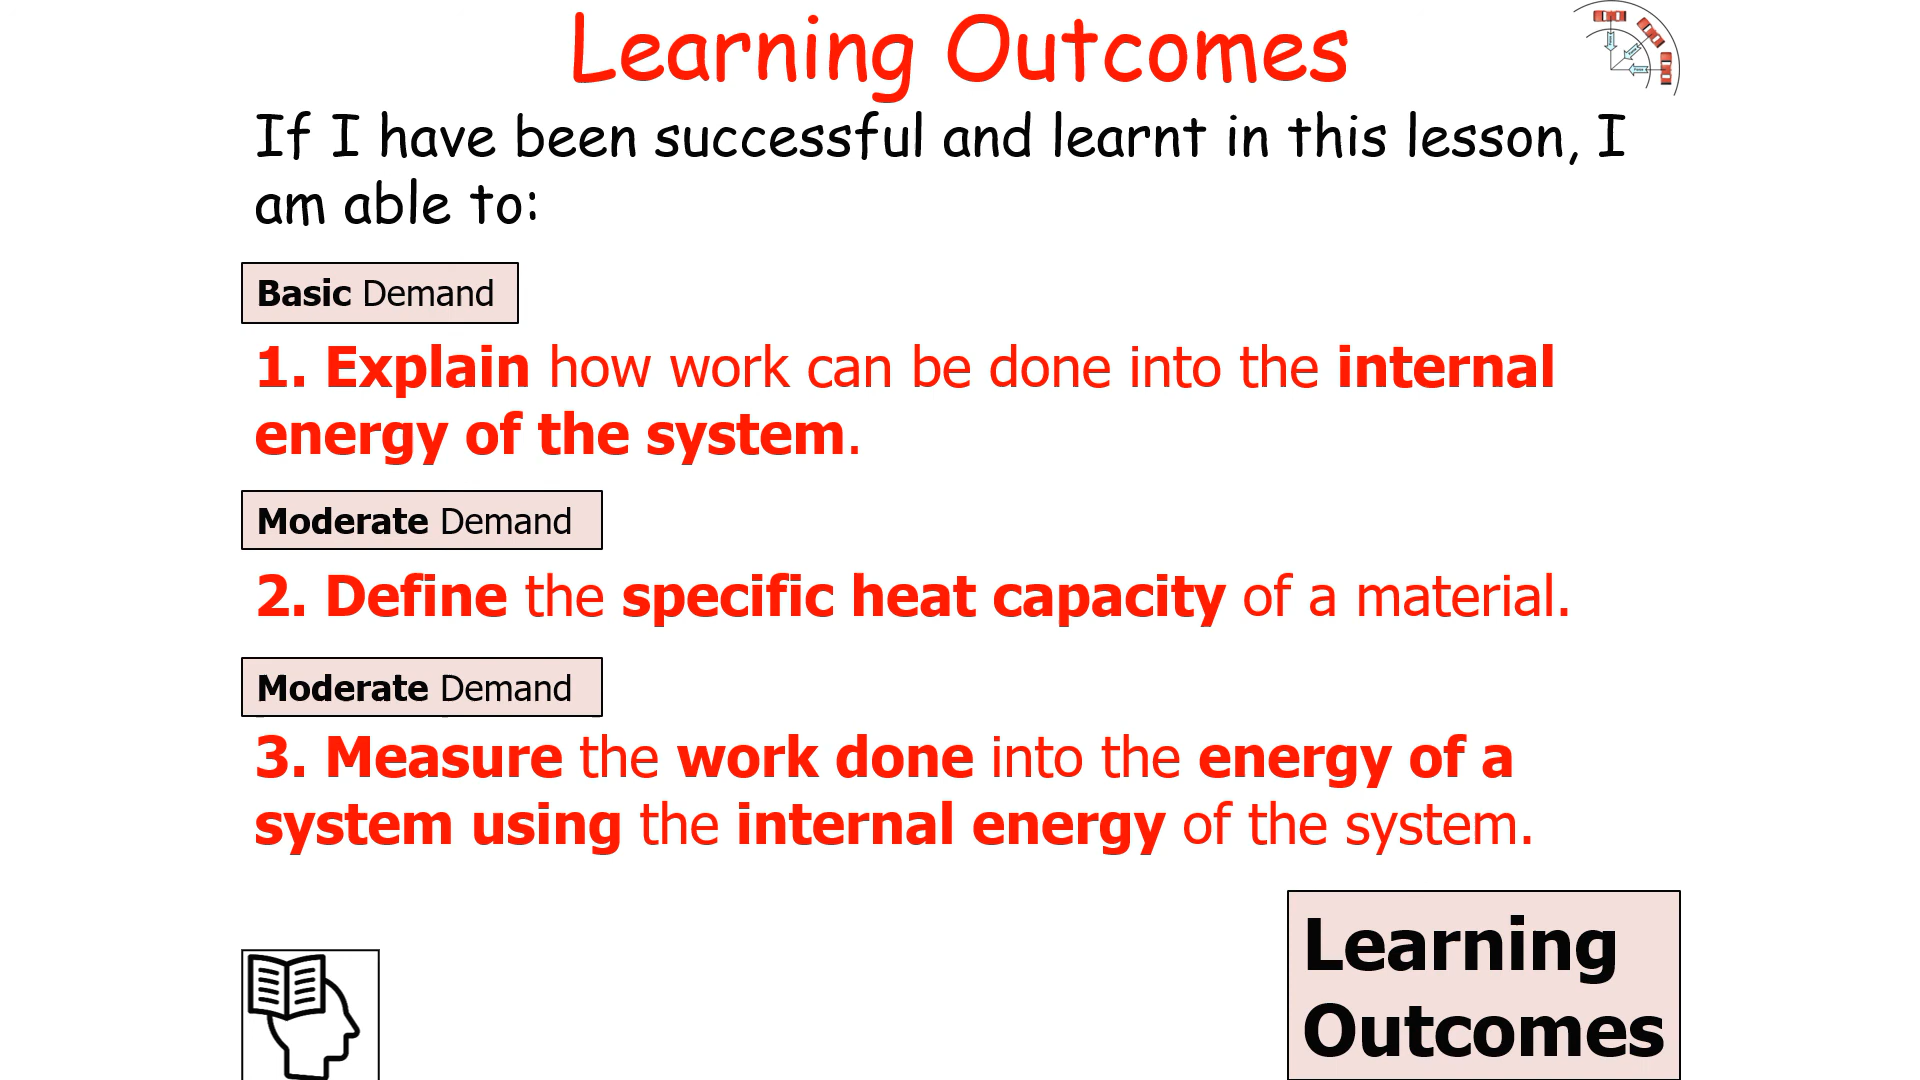 Learning Outcomes
If I have been successful and learnt in this lesson, I
am able to:
Basic Demand
1. Explain how work can be done into the internal
energy of the system.
Moderate Demand
2. Define the specific heat capacity of a material.
Moderate Demand
3. Measure the work done into the energy of a
system using the internal energy of the system.
Learning
Outcomes